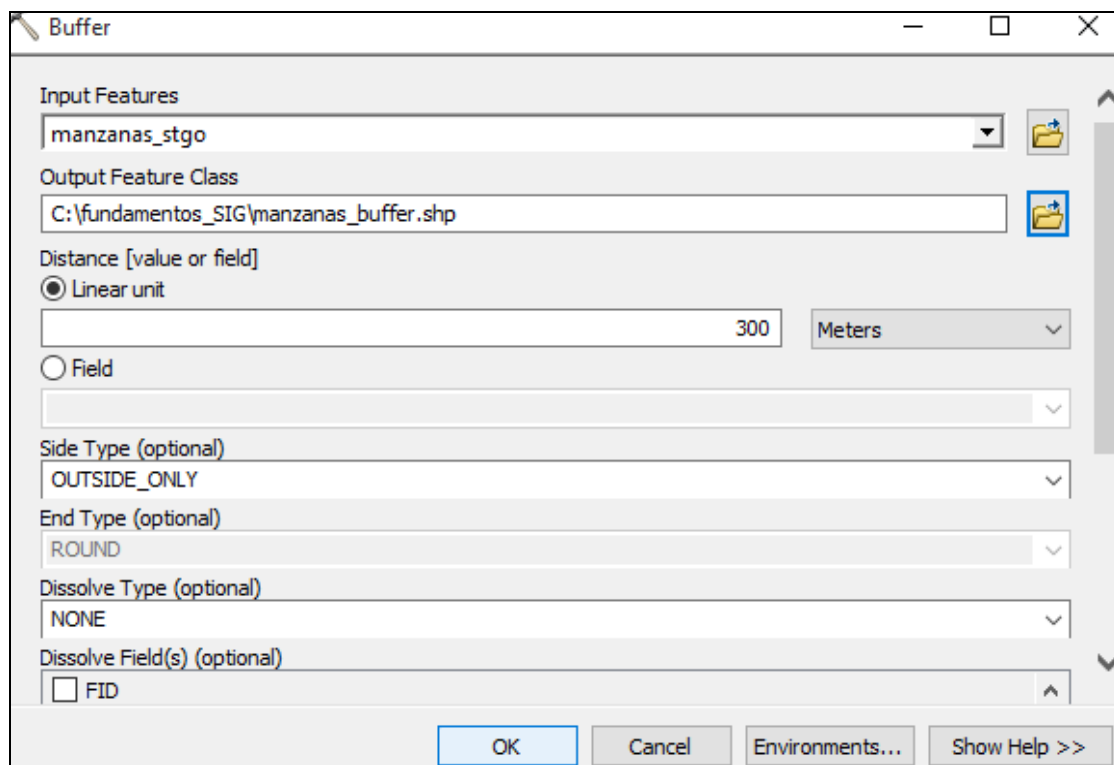 Buffer
Input Features
manzanas_stgo
Output Feature Class
C:\fundamentos_SIG\manzanas_buffer.shp
Distance [value or field]
Linear unit
300 Meters
Field
Side Type (optional)
OUTSIDE_ONLY
End Type (optional)
ROUND
Dissolve Type (optional)
NONE
Dissolve Field(s) (optional)
FID
OK Cancel Environments... Show Help >>